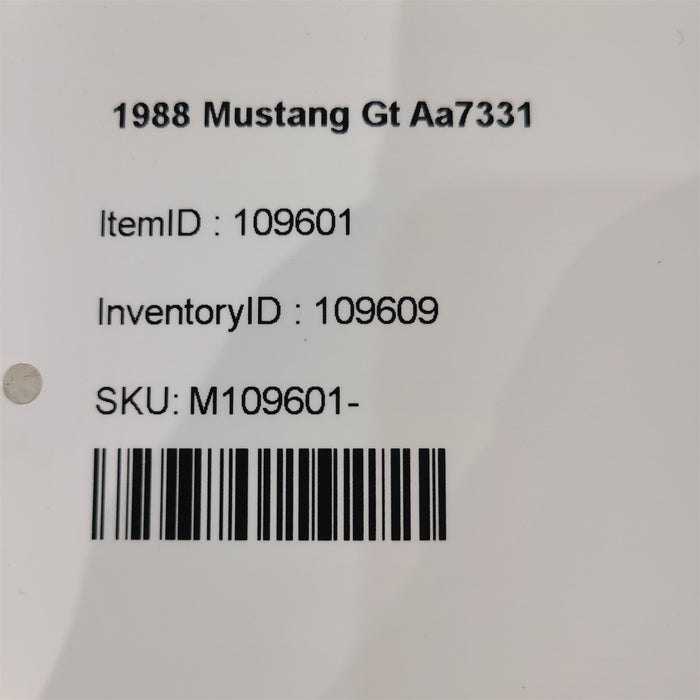 1988 Mustang Gt Aa7331
ItemID : 109601
InventoryID : 109609
SKU: M109601-